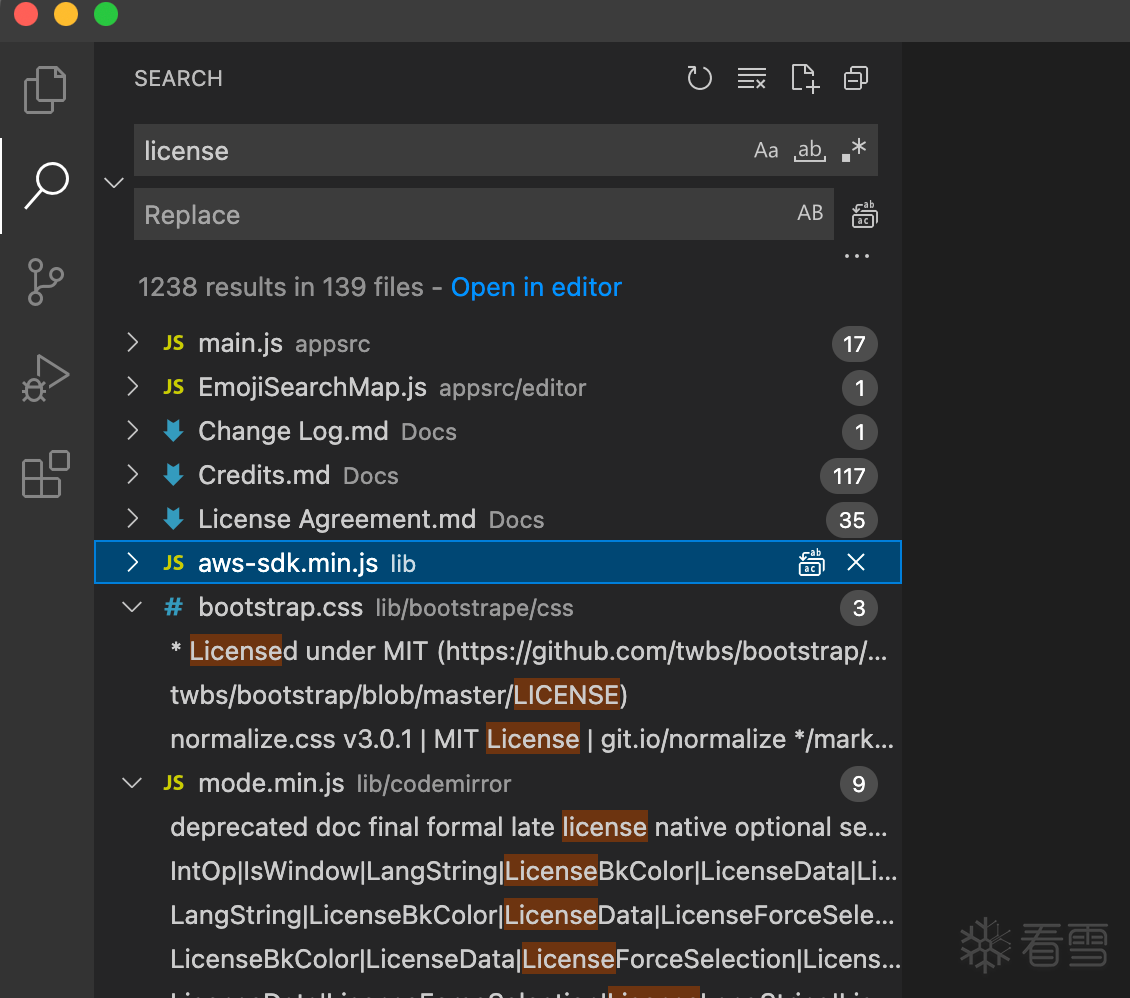 SEARCH
license
Aa
ab
Replace
AB
ab
ac
1238 results in 139 files - Open in editor
JS main.js appsrc 17
JS EmojiSearchMap.js appsrc/editor 1
Change Log.md Docs 1
Credits.md Docs 117
License Agreement.md Docs 35
JS aws-sdk.min.js lib
ab
ac
# bootstrap.css lib/bootstrape/css 3
* Licensed under MIT (https://github.com/twbs/bootstrap/...
twbs/bootstrap/blob/master/LICENSE)
normalize.css v3.0.1 | MIT License | git.io/normalize */mark...
JS mode.min.js lib/codemirror 9
deprecated doc final formal late license native optional se...
IntOp|IsWindow|LangString|LicenseBkColor|LicenseData|Li...
LangString|LicenseBkColor|LicenseData|LicenseForceSele...
LicenseBkColor|LicenseData|LicenseForceSelection|Licens...
看雪